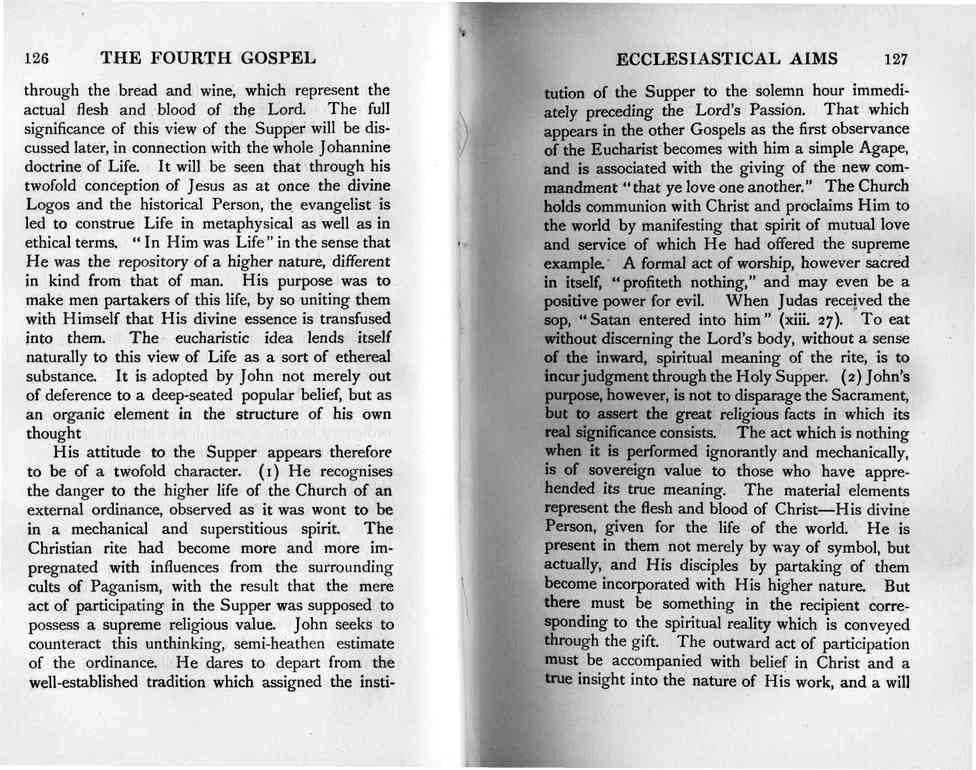 126 THE FOURTH GOSPEL
through the bread and wine, which represent the
actual flesh and blood of the Lord. The full
significance of this view of the Supper will be dis-
cussed later, in connection with the whole Johannine
doctrine of Life. It will be seen that through his
twofold conception of Jesus as at once the divine
Logos and the historical Person, the evangelist is
led to construe Life in metaphysical as well as in
ethical terms. “ In Him was Life” in the sense that
He was the repository of a higher nature, different
in kind from that of man. His purpose was to
make men partakers of this life, by so uniting them
with Himself that His divine essence is transfused
into them. The eucharistic idea lends itself
naturally to this view of Life as a sort of ethereal
substance. It is adopted by John not merely out
of deference to a deep-seated popular belief, but as
an organic element in the structure of his own
thought
His attitude to the Supper appears therefore
to be of a twofold character. (1) He recognises
the danger to the higher life of the Church of an
external ordinance, observed as it was wont to be
in a mechanical and superstitious spirit. The
Christian rite had become more and more im-
pregnated with influences from the surrounding
cults of Paganism, with the result that the mere
act of participating in the Supper was supposed to
possess a supreme religious value. John seeks to
counteract this unthinking, semi-heathen estimate
of the ordinance. He dares to depart from the
well-established tradition which assigned the insti-
ECCLESIASTICAL AIMS 127
tution of the Supper to the solemn hour immedi-
ately preceding the Lord's Passion. That which
appears in the other Gospels as the first observance
of the Eucharist becomes with him a simple Agape,
and is associated with the giving of the new com-
mandment “that ye love one another.” The Church
holds communion with Christ and proclaims Him to
the world by manifesting that spirit of mutual love
and service of which He had offered the supreme
example. A formal act of worship, however sacred
in itself, “profiteth nothing,” and may even be a
positive power for evil. When Judas received the
sop, “Satan entered into him” (xiii. 27). To eat
without discerning the Lord's body, without a sense
of the inward, spiritual meaning of the rite, is to
incur judgment through the Holy Supper. (2) John's
purpose, however, is not to disparage the Sacrament,
but to assert the great religious facts in which its
real significance consists. The act which is nothing
when it is performed ignorantly and mechanically,
is of sovereign value to those who have appre-
hended its true meaning. The material elements
represent the flesh and blood of Christ—His divine
Person, given for the life of the world. He is
present in them not merely by way of symbol, but
actually, and His disciples by partaking of them
become incorporated with His higher nature. But
there must be something in the recipient corre-
sponding to the spiritual reality which is conveyed
through the gift. The outward act of participation
must be accompanied with belief in Christ and a
true insight into the nature of His work, and a will